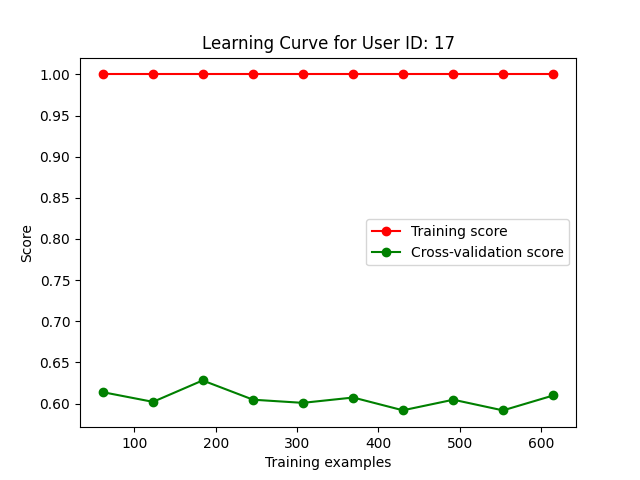 Learning Curve for User ID: 17
1.00
0.95
0.90
0.85
0.80
0.75
0.70
0.65
0.60
Score
Training score
Cross-validation score
100 200 300 400 500 600
Training examples